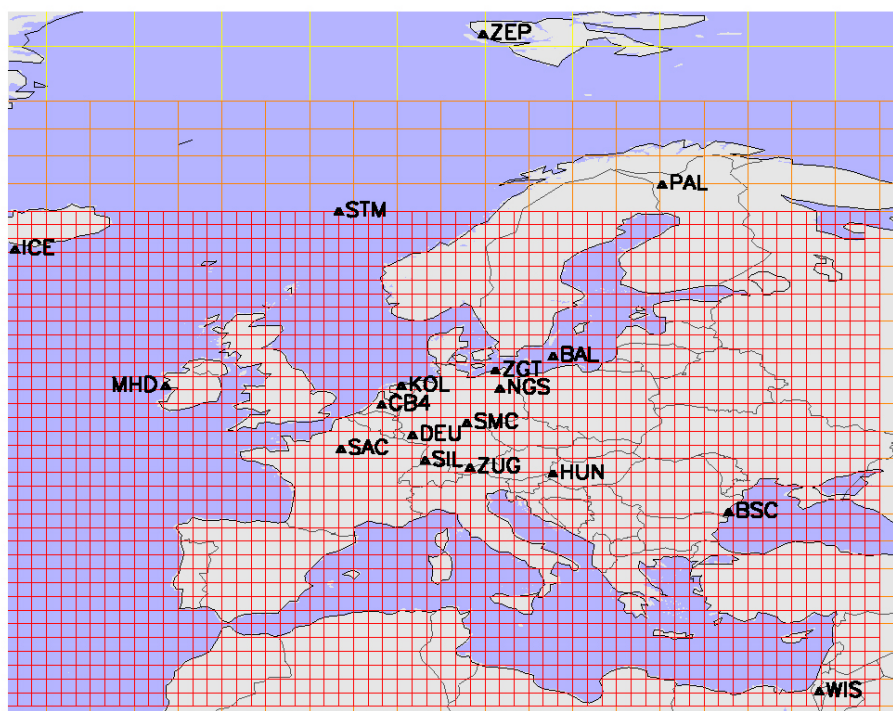 ZEP
PAL
STM
ICE
BAL
ZGT
MHD
KOL
NGS
CB4
SMC
DEU
SAC
SIL
ZUG
HUN
BSC
WIS